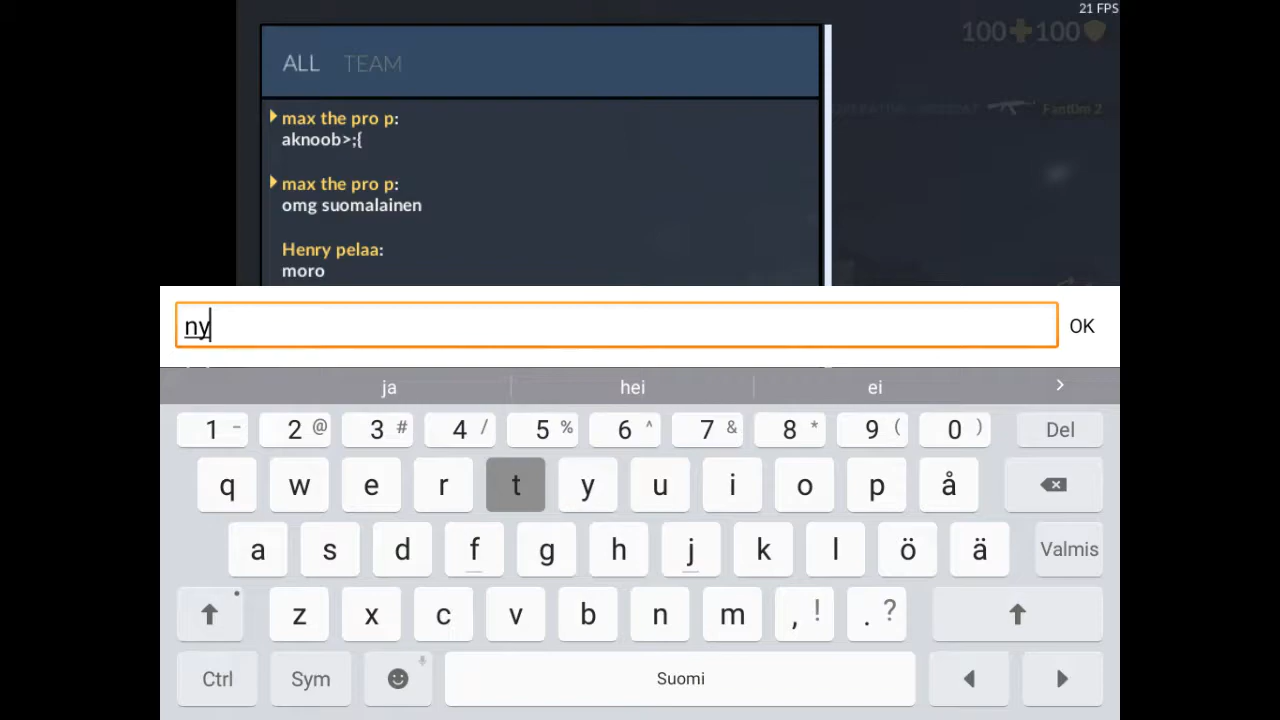 21 FPS
100 100
ALL TEAM
FantOro 2
max the pro p:
aknoob>;{
max the pro p:
omg suomalainen
Henry pelaa:
moro
ny
OK
ja hei ei
1 - 2 @ 3 # 4 / 5 % 6 ^ 7 & 8 * 9 ( 0 ) Del
q w e r t y u i o p å
a s d f g h j k l ö ä Valmis
z x c v b n m , ! . ?
Ctrl Sym Suomi